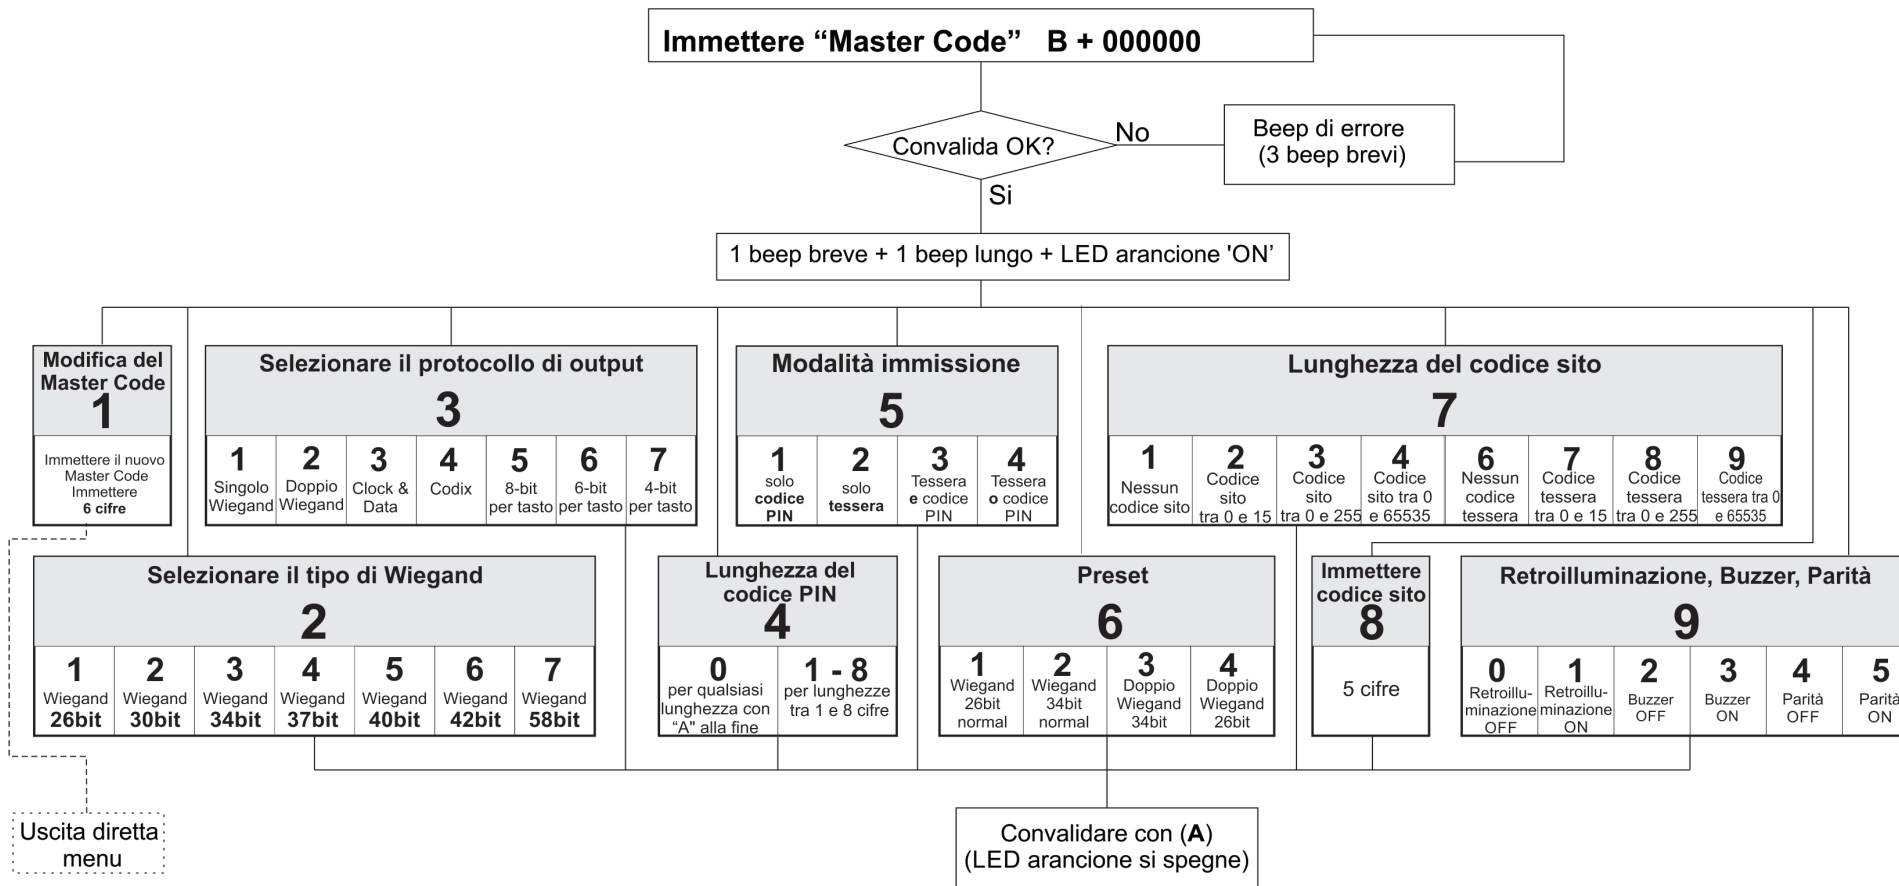 Immettere “Master Code” B + 000000
Convalida OK?
No
Beep di errore
(3 beep brevi)
Si
1 beep breve + 1 beep lungo + LED arancione 'ON’
Modifica del
Master Code
1
Immettere il nuovo
Master Code
Immettere
6 cifre
Selezionare il protocollo di output
3
1
Singolo
Wiegand
2
Doppio
Wiegand
3
Clock &
Data
4
Codix
5
8-bit
per tasto
6
6-bit
per tasto
7
4-bit
per tasto
Modalità immissione
5
1
solo
codice
PIN
2
solo
tessera
3
Tessera
e codice
PIN
4
Tessera
o codice
PIN
Lunghezza del codice sito
7
1
Nessun
codice sito
2
Codice
sito
tra 0 e 15
3
Codice
sito
tra 0 e 255
4
Codice
sito tra 0
e 65535
6
Nessun
codice
tessera
7
Codice
tessera
tra 0 e 15
8
Codice
tessera
tra 0 e 255
9
Codice
tessera tra 0
e 65535
Selezionare il tipo di Wiegand
2
1
Wiegand
26bit
2
Wiegand
30bit
3
Wiegand
34bit
4
Wiegand
37bit
5
Wiegand
40bit
6
Wiegand
42bit
7
Wiegand
58bit
Lunghezza del
codice PIN
4
0
per qualsiasi
lunghezza con
“A" alla fine
1 - 8
per lunghezze
tra 1 e 8 cifre
Preset
6
1
Wiegand
26bit
normal
2
Wiegand
34bit
normal
3
Doppio
Wiegand
34bit
4
Doppio
Wiegand
26bit
Immettere
codice sito
8
5 cifre
Retroilluminazione, Buzzer, Parità
9
0
Retroillu-
minazione
OFF
1
Retroillu-
minazione
ON
2
Buzzer
OFF
3
Buzzer
ON
4
Parità
OFF
5
Parità
ON
Uscita diretta
menu
Convalidare con (A)
(LED arancione si spegne)